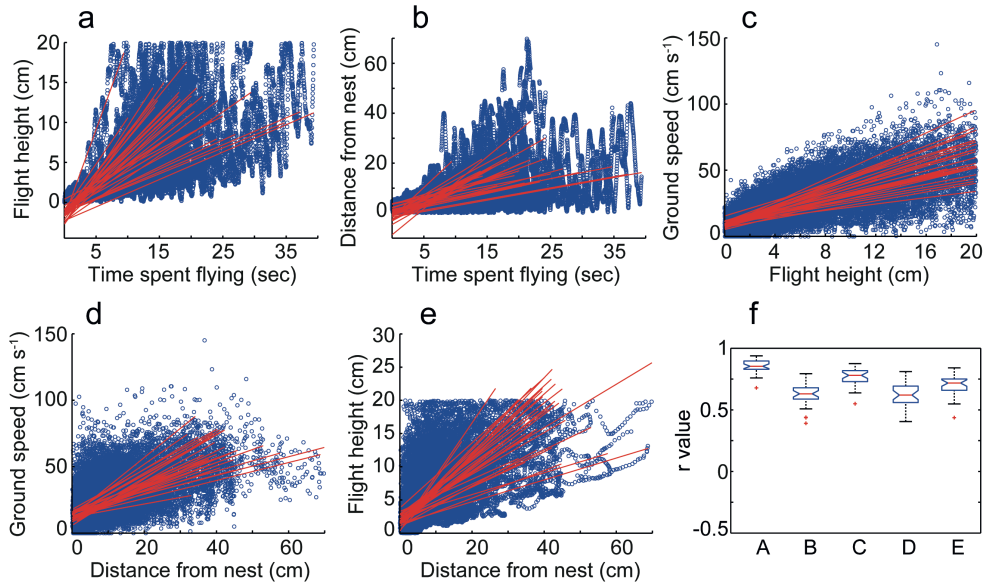 a
20
15
10
5
0
Flight height (cm)
5 15 25 35
Time spent flying (sec)
b
60
40
20
0
Distance from nest (cm)
5 15 25 35
Time spent flying (sec)
c
150
100
50
0
Ground speed (cm s⁻¹)
0 4 8 12 16 20
Flight height (cm)
d
150
100
50
0
Ground speed (cm s⁻¹)
0 20 40 60
Distance from nest (cm)
e
30
25
20
15
10
5
0
Flight height (cm)
0 20 40 60
Distance from nest (cm)
f
1
0.5
0
-0.5
r value
A B C D E